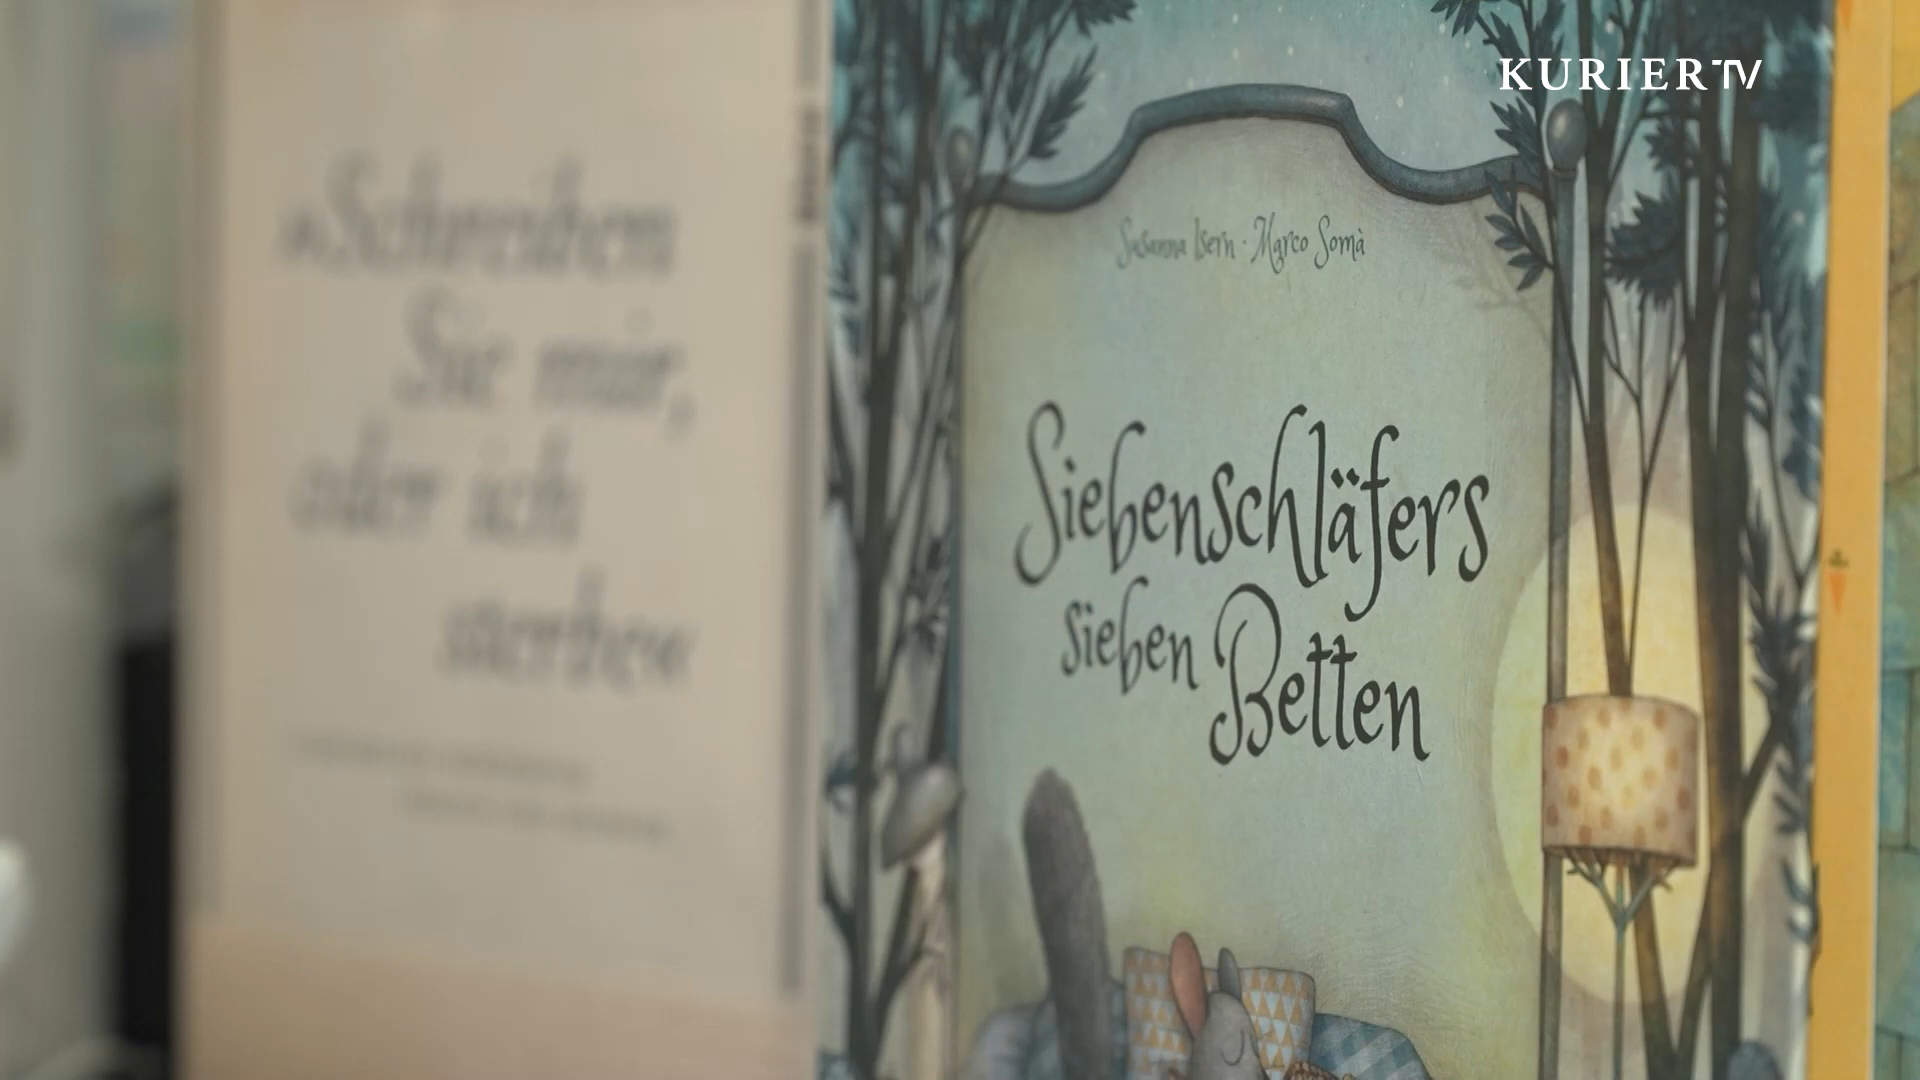 KURIER TV
»Schreiben
Sie mir,
oder ich
sterbe«
Susanna Isern · Marco Somà
Siebenschläfers
sieben Betten